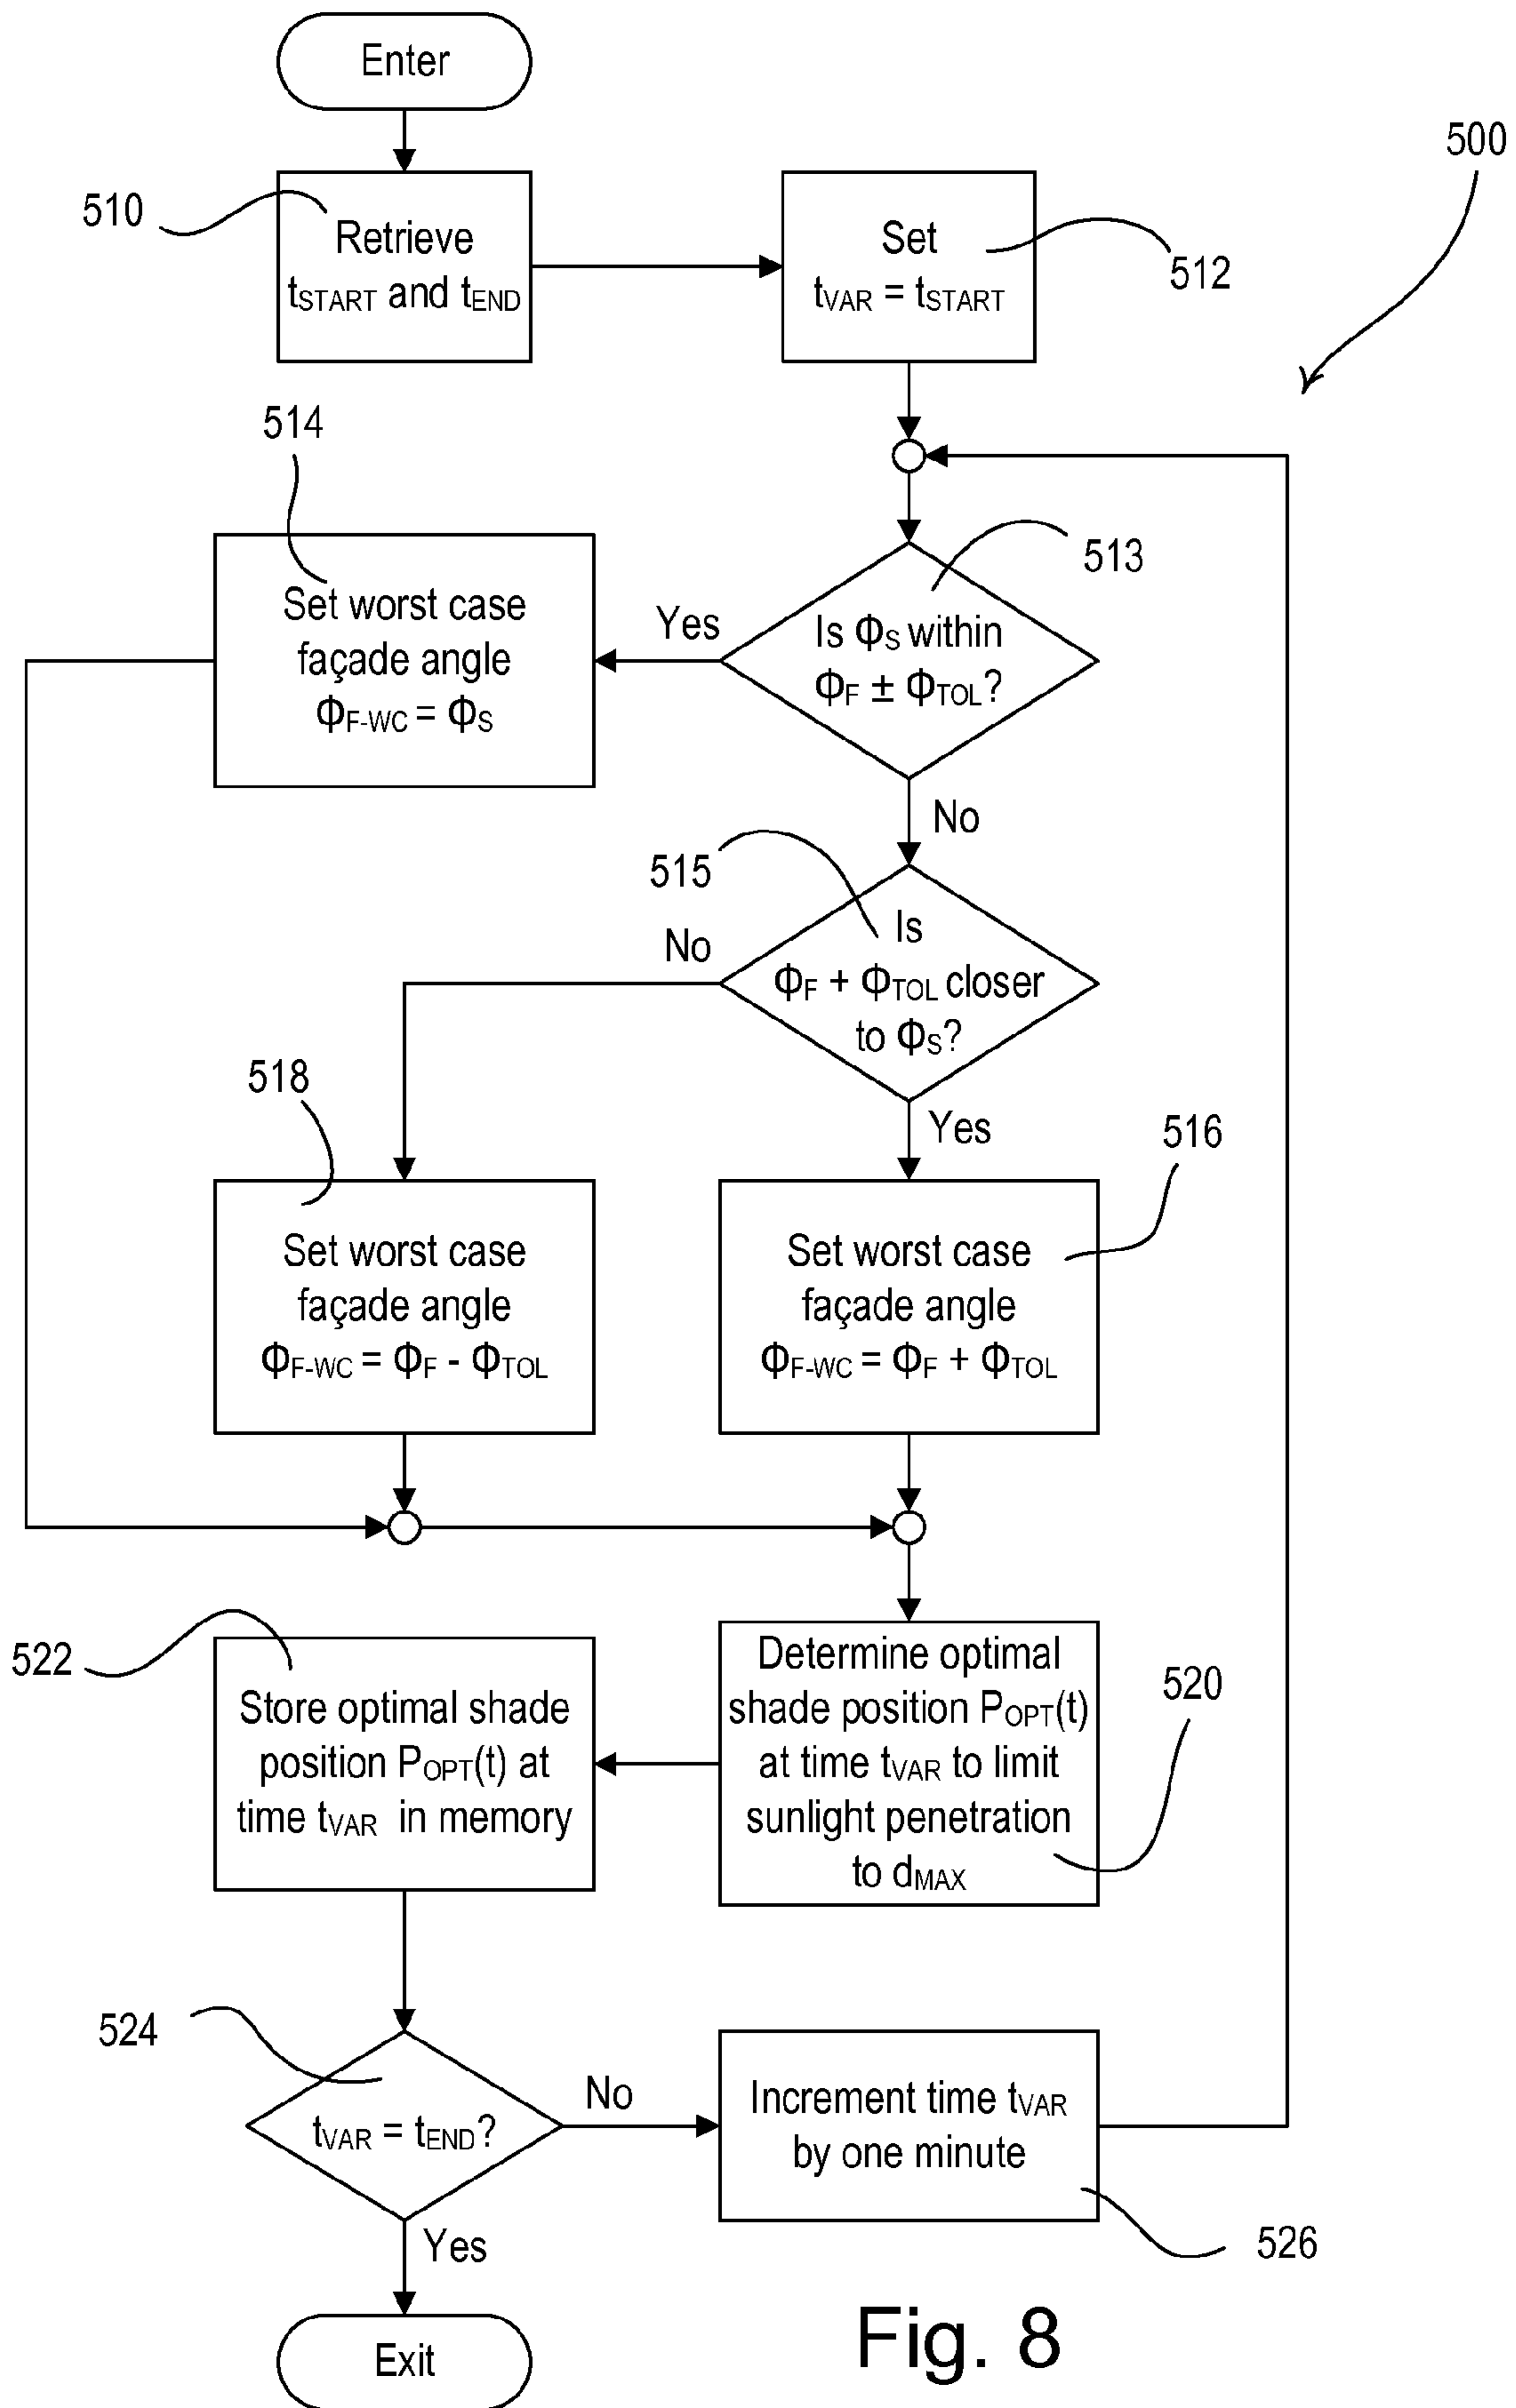 Enter
500
510
Retrieve
tSTART and tEND
Set
tVAR = tSTART
512
514
Set worst case
façade angle
ΦF-WC = ΦS
Yes
513
Is ΦS within
ΦF ± ΦTOL?
No
515
Is
ΦF + ΦTOL closer
to ΦS?
No
Yes
518
Set worst case
façade angle
ΦF-WC = ΦF - ΦTOL
516
Set worst case
façade angle
ΦF-WC = ΦF + ΦTOL
520
Determine optimal
shade position POPT(t)
at time tVAR to limit
sunlight penetration
to dMAX
522
Store optimal shade
position POPT(t) at
time tVAR in memory
524
tVAR = tEND?
No
Increment time tVAR
by one minute
526
Yes
Exit
Fig. 8